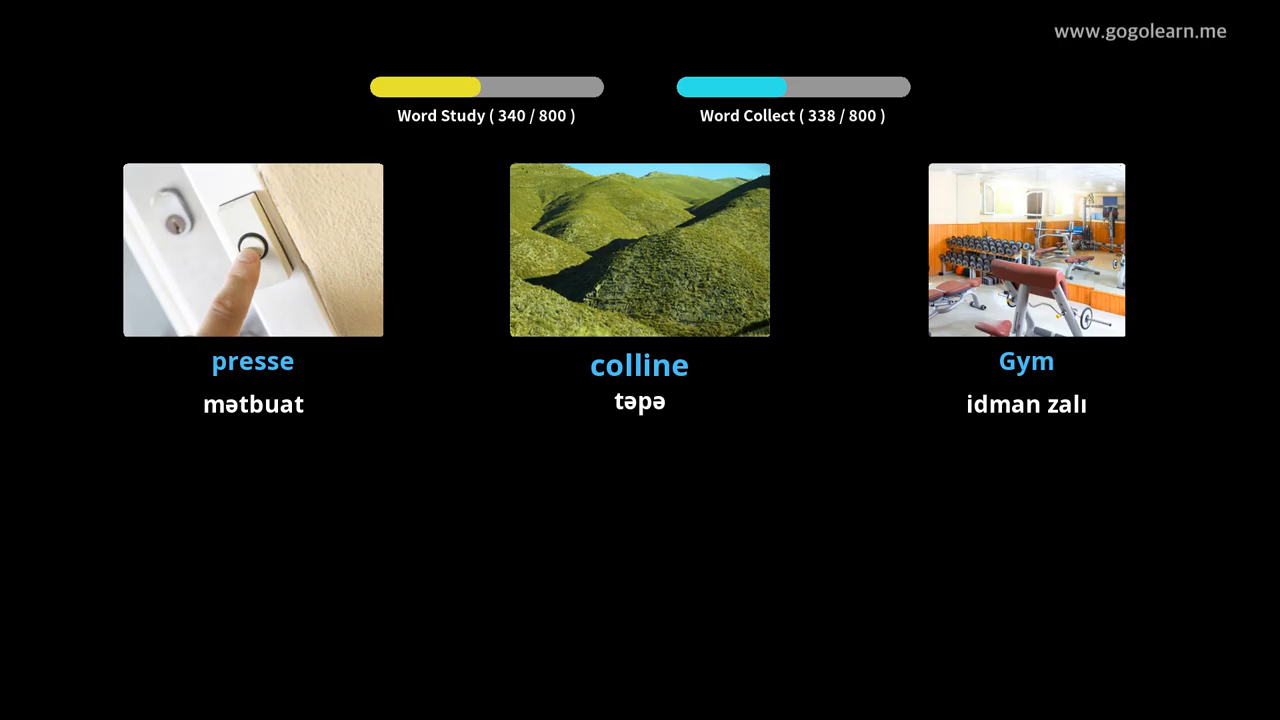 www.gogolearn.me
Word Study ( 340 / 800 )
Word Collect ( 338 / 800 )
presse
colline
Gym
mətbuat
təpə
idman zalı